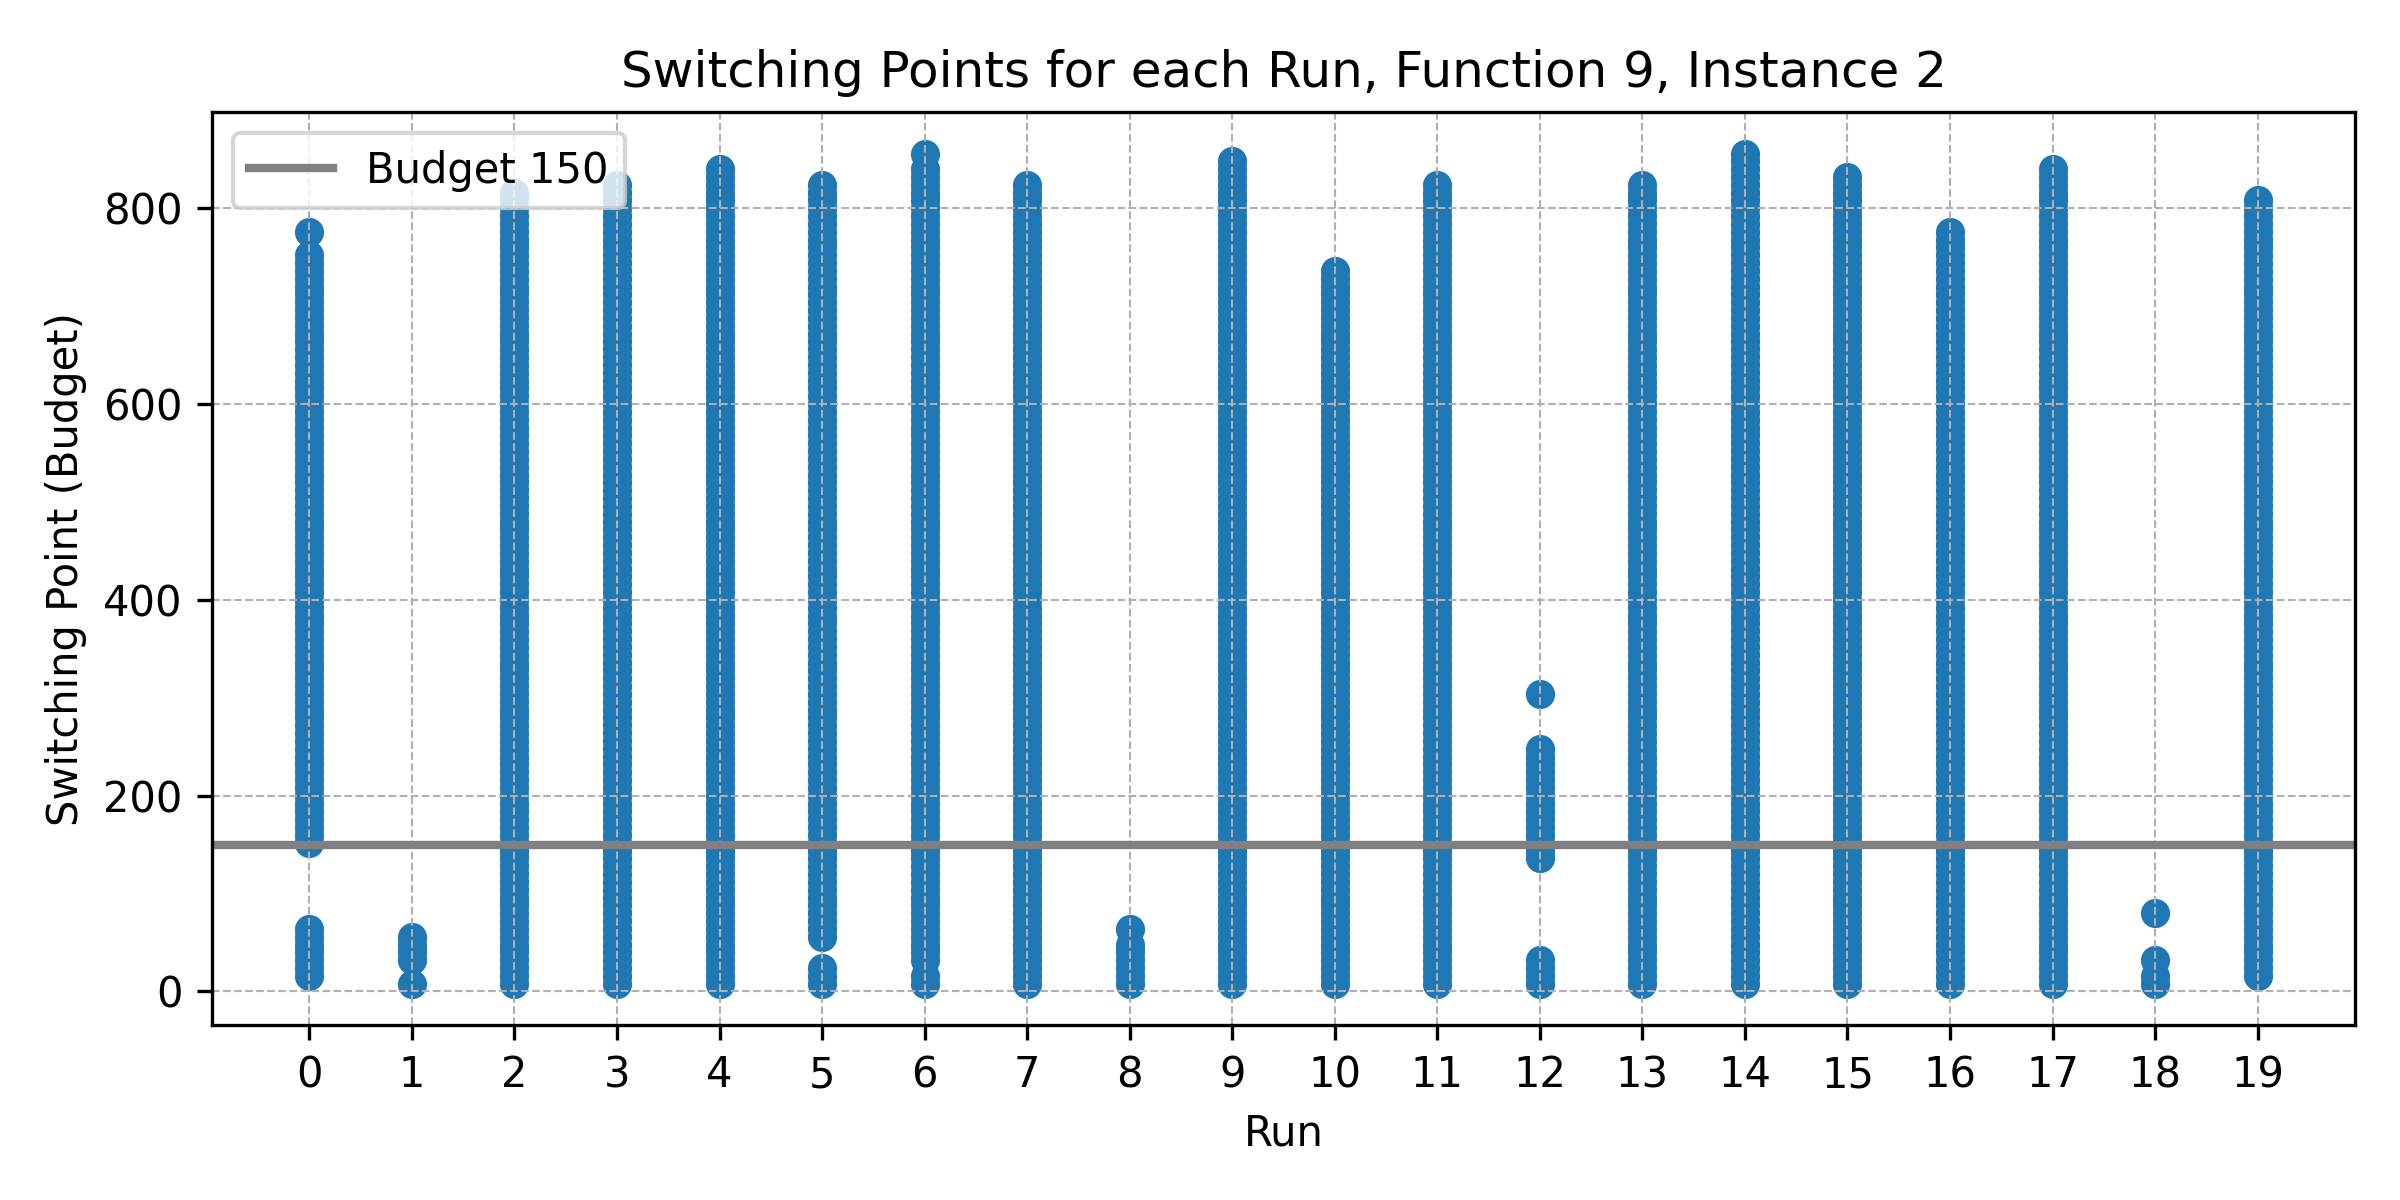 Switching Points for each Run, Function 9, Instance 2
Budget 150
Switching Point (Budget)
800
600
400
200
0
0 1 2 3 4 5 6 7 8 9 10 11 12 13 14 15 16 17 18 19
Run